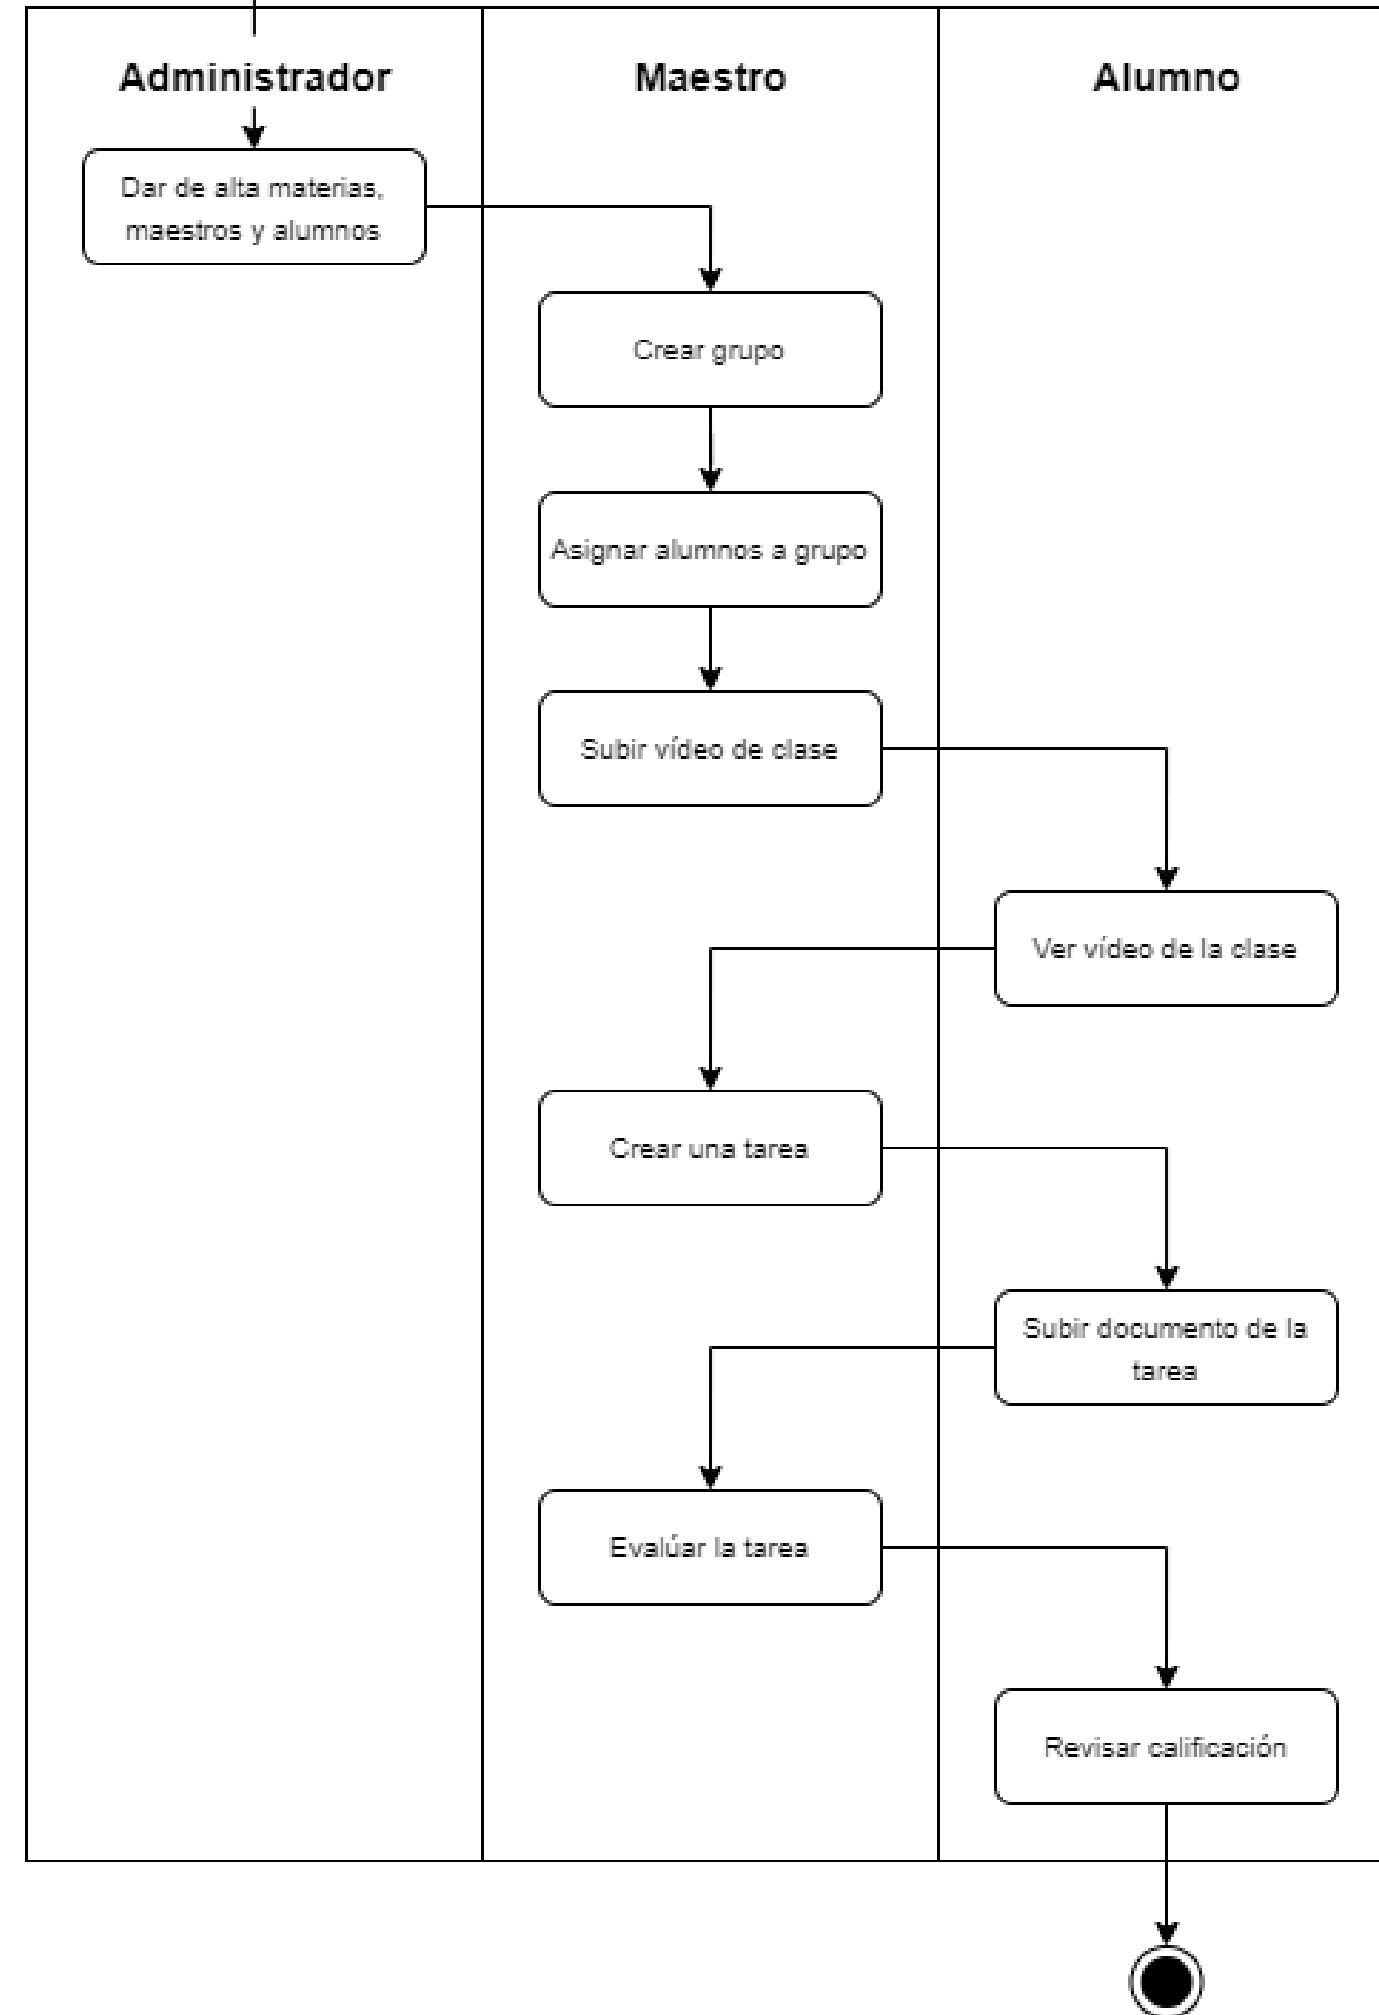 Administrador
Maestro
Alumno
Dar de alta materias,
maestros y alumnos
Crear grupo
Asignar alumnos a grupo
Subir vídeo de clase
Ver vídeo de la clase
Crear una tarea
Subir documento de la
tarea
Evalúar la tarea
Revisar calificación